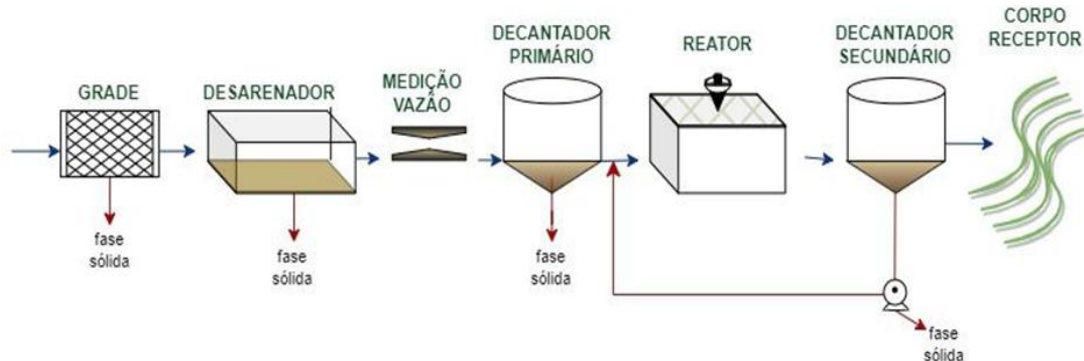 GRADE
DESARENADOR
MEDIÇÃO
VAZÃO
DECANTADOR
PRIMÁRIO
REATOR
DECANTADOR
SECUNDÁRIO
CORPO
RECEPTOR
fase
sólida
fase
sólida
fase
sólida
fase
sólida